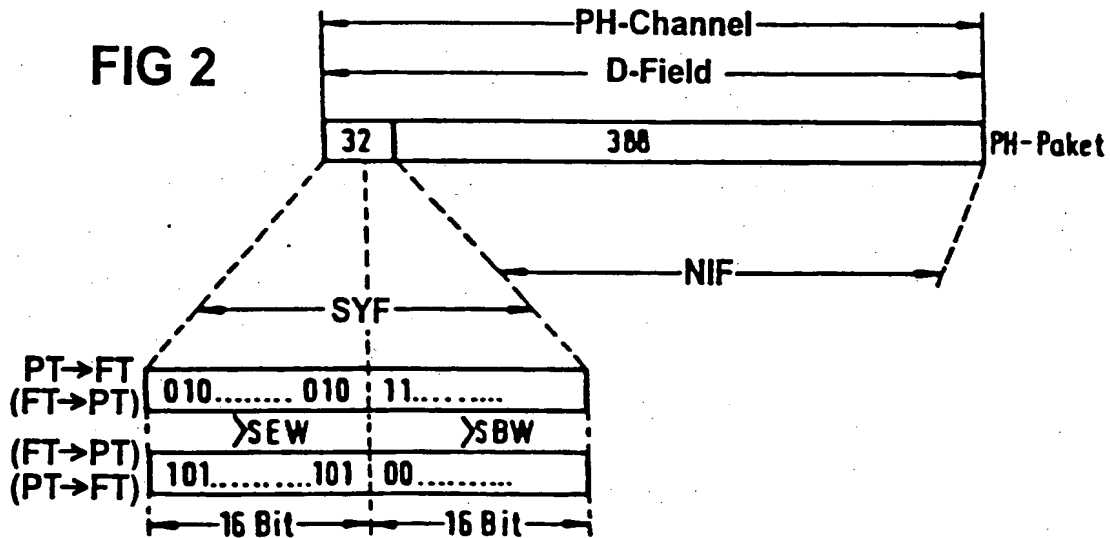 PH-Channel
FIG 2
D-Field
32 388 PH-Paket
NIF
SYF
PT→FT
(FT→PT)
010........ 010 11.........
>SEW >SBW
(FT→PT)
(PT→FT)
101..........101 00..........
16 Bit 16 Bit